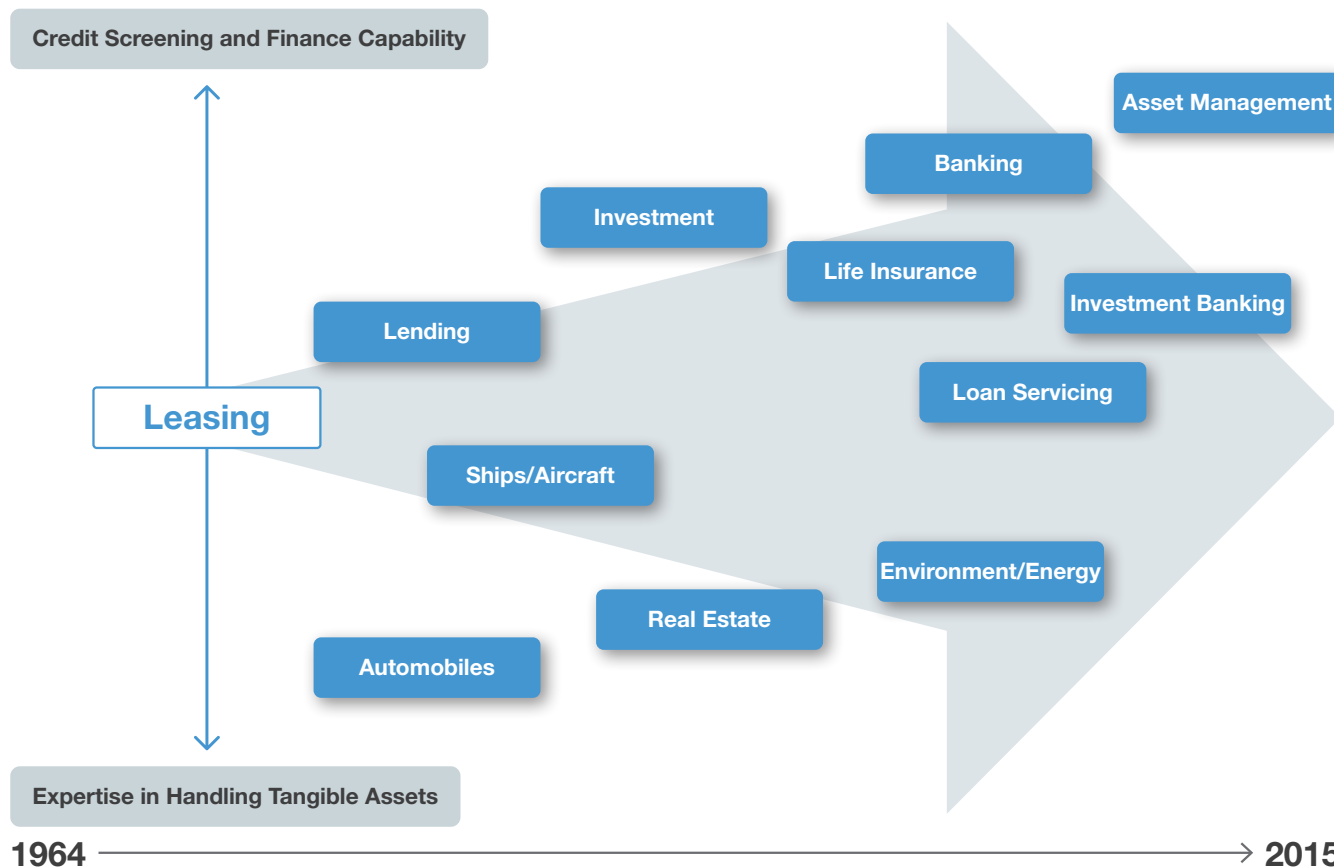 Credit Screening and Finance Capability
Asset Management
Banking
Investment
Life Insurance
Investment Banking
Lending
Loan Servicing
Leasing
Ships/Aircraft
Environment/Energy
Real Estate
Automobiles
Expertise in Handling Tangible Assets
1964
2015